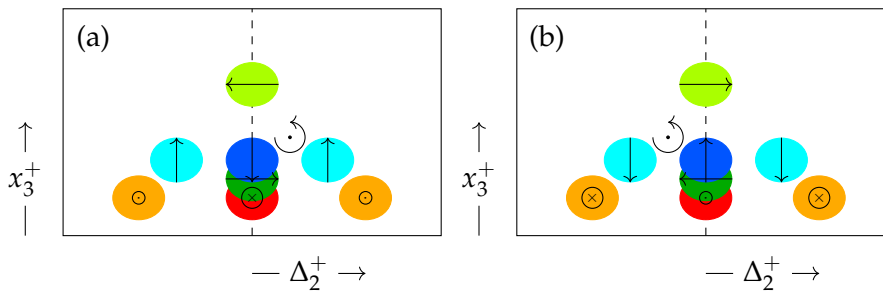 (a)
(b)
— x₃⁺ →
— x₃⁺ →
— Δ₂⁺ →
— Δ₂⁺ →